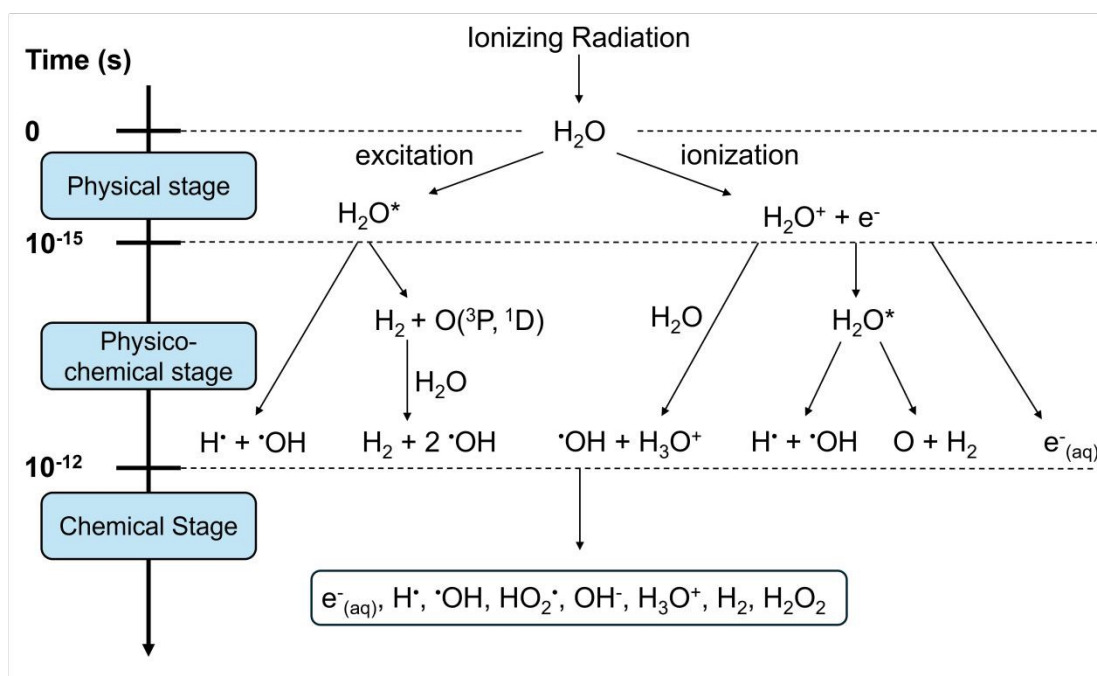 Ionizing Radiation
Time (s)
0
H₂O
excitation
ionization
Physical stage
H₂O*
H₂O⁺ + e⁻
10⁻¹⁵
H₂ + O(³P, ¹D)
H₂O
H₂O*
Physico-
chemical stage
H₂O
H• + •OH
H₂ + 2 •OH
•OH + H₃O⁺
H• + •OH
O + H₂
e⁻(aq)
10⁻¹²
Chemical Stage
e⁻(aq), H•, •OH, HO₂•, OH⁻, H₃O⁺, H₂, H₂O₂